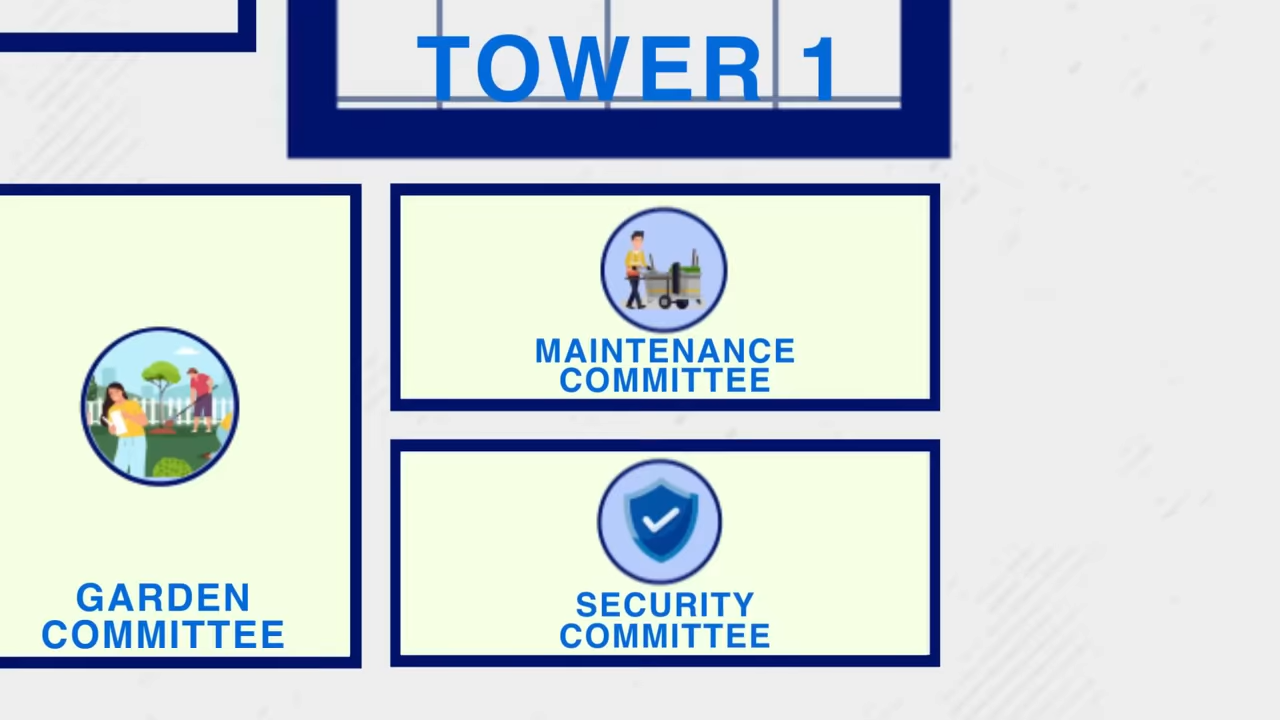 TOWER 1
MAINTENANCE
COMMITTEE
GARDEN
COMMITTEE
SECURITY
COMMITTEE